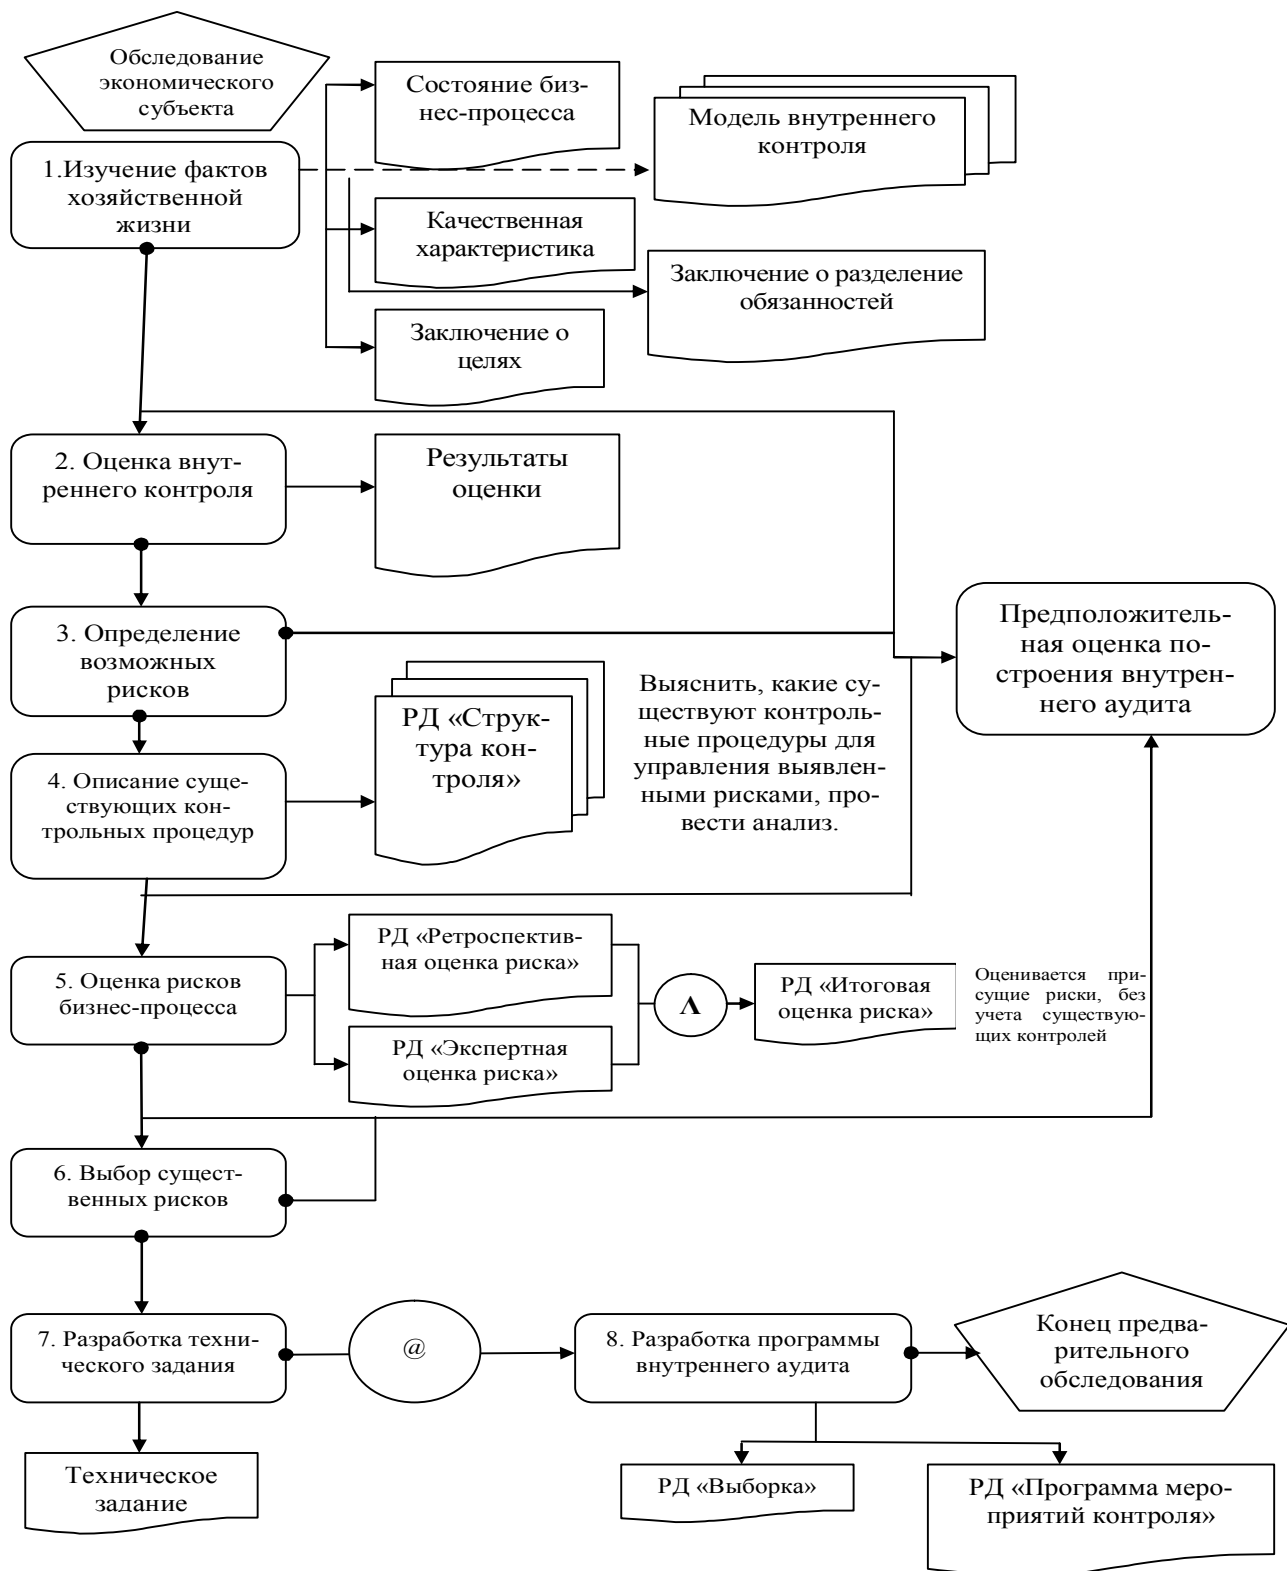 Обследование
экономического
субъекта
Состояние биз-
нес-процесса
Модель внутреннего
контроля
1.Изучение фактов
хозяйственной
жизни
Качественная
характеристика
Заключение о разделение
обязанностей
Заключение о
целях
2. Оценка внут-
реннего контроля
Результаты
оценки
3. Определение
возможных
рисков
Предположитель-
ная оценка по-
строения внутрен-
него аудита
РД «Струк-
тура кон-
троля»
Выяснить, какие су-
ществуют контроль-
ные процедуры для
управления выявлен-
ными рисками, про-
вести анализ.
4. Описание суще-
ствующих кон-
трольных процедур
5. Оценка рисков
бизнес-процесса
РД «Ретроспектив-
ная оценка риска»
РД «Экспертная
оценка риска»
Λ
РД «Итоговая
оценка риска»
Оценивается при-
сущие риски, без
учета существую-
щих контролей
6. Выбор сущест-
венных рисков
7. Разработка техни-
ческого задания
@
8. Разработка программы
внутреннего аудита
Конец предва-
рительного
обследования
Техническое
задание
РД «Выборка»
РД «Программа меро-
приятий контроля»